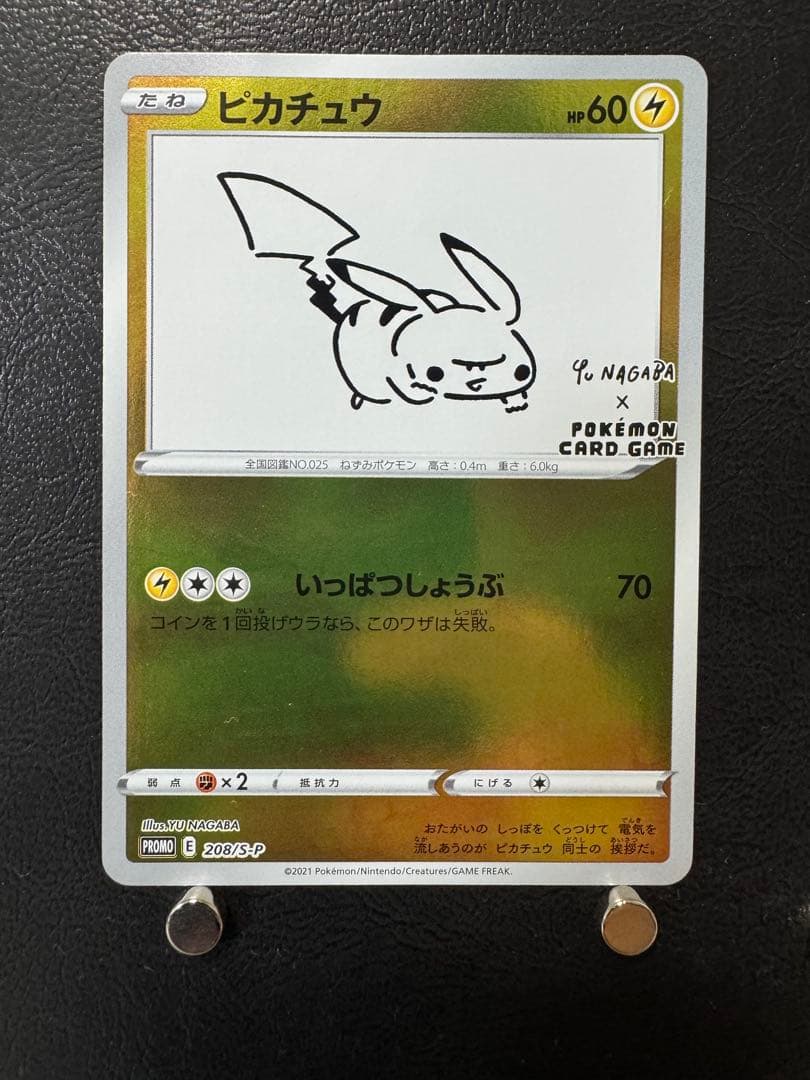 たね ピカチュウ HP60
Yu NAGABA
×
POKÉMON
CARD GAME
全国図鑑NO.025 ねずみポケモン 高さ:0.4m 重さ:6.0kg
いっぱつしょうぶ 70
コインを1回投げウラなら、このワザは失敗。
弱点 ×2 抵抗力 にげる
Illus.YU NAGABA
PROMO E 208/S-P
おたがいの しっぽを くっつけて 電気を
流しあうのが ピカチュウ 同士の 挨拶だ。
©2021 Pokémon/Nintendo/Creatures/GAME FREAK.